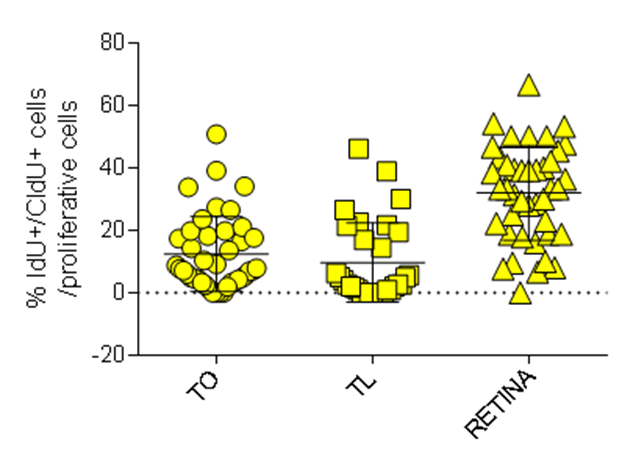 % IdU+/CldU+ cells
/proliferative cells
80
60
40
20
0
-20
TO
TL
RETINA